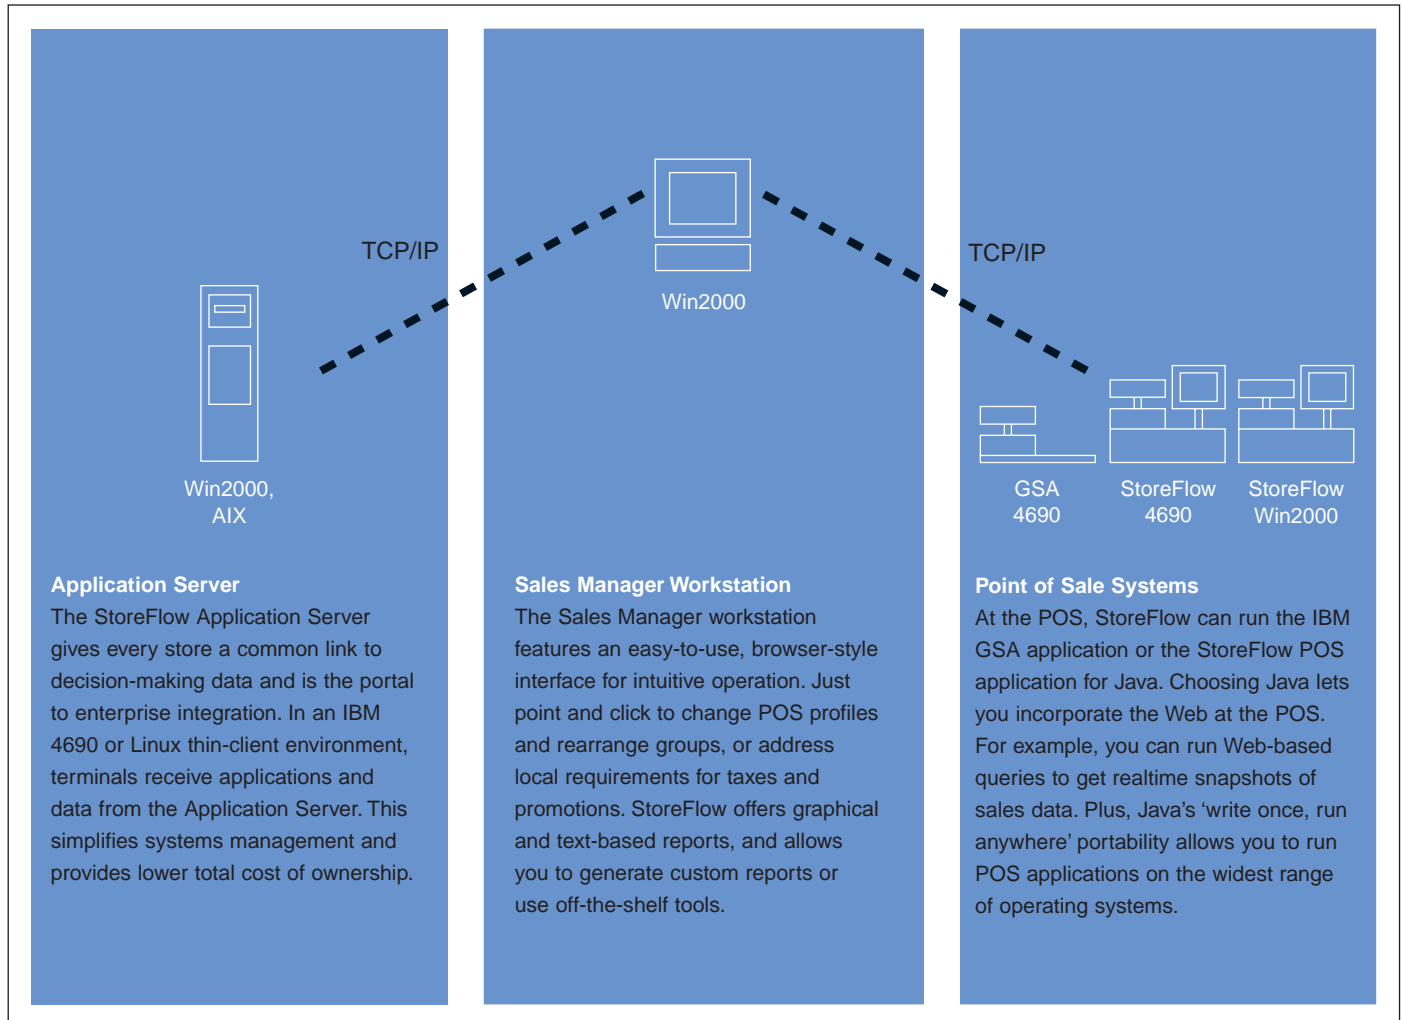 TCP/IP
Win2000,
AIX
Application Server
The StoreFlow Application Server
gives every store a common link to
decision-making data and is the portal
to enterprise integration. In an IBM
4690 or Linux thin-client environment,
terminals receive applications and
data from the Application Server. This
simplifies systems management and
provides lower total cost of ownership.
Win2000
Sales Manager Workstation
The Sales Manager workstation
features an easy-to-use, browser-style
interface for intuitive operation. Just
point and click to change POS profiles
and rearrange groups, or address
local requirements for taxes and
promotions. StoreFlow offers graphical
and text-based reports, and allows
you to generate custom reports or
use off-the-shelf tools.
TCP/IP
GSA
4690
StoreFlow
4690
StoreFlow
Win2000
Point of Sale Systems
At the POS, StoreFlow can run the IBM
GSA application or the StoreFlow POS
application for Java. Choosing Java lets
you incorporate the Web at the POS.
For example, you can run Web-based
queries to get realtime snapshots of
sales data. Plus, Java's ‘write once, run
anywhere’ portability allows you to run
POS applications on the widest range
of operating systems.